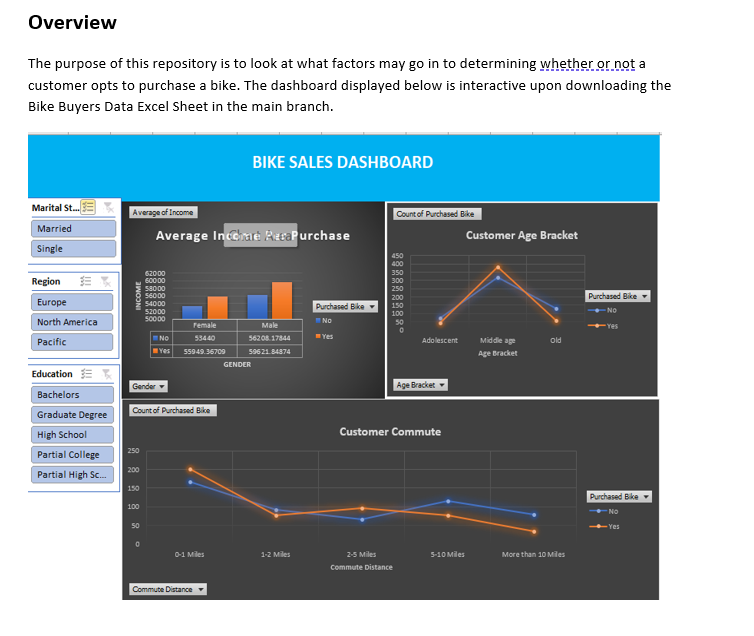 Overview
The purpose of this repository is to look at what factors may go in to determining whether or not a
customer opts to purchase a bike. The dashboard displayed below is interactive upon downloading the
Bike Buyers Data Excel Sheet in the main branch.
BIKE SALES DASHBOARD
Marital St...
Married
Single
Region
Europe
North America
Pacific
Education
Bachelors
Graduate Degree
High School
Partial College
Partial High Sc...
Average of Income
Average Income Per Purchase
Chart Area
INCOME
62000
60000
58000
56000
54000
52000
50000
Female
Male
No
53440
56208.17844
Yes
55949.36709
59621.84874
GENDER
Purchased Bike
No
Yes
Gender
Count of Purchased Bike
Customer Age Bracket
450
400
350
300
250
200
150
100
50
0
Adolescent
Middle age
Old
Age Bracket
Purchased Bike
No
Yes
Age Bracket
Count of Purchased Bike
Customer Commute
250
200
150
100
50
0
0-1 Miles
1-2 Miles
2-5 Miles
5-10 Miles
More than 10 Miles
Commute Distance
Purchased Bike
No
Yes
Commute Distance